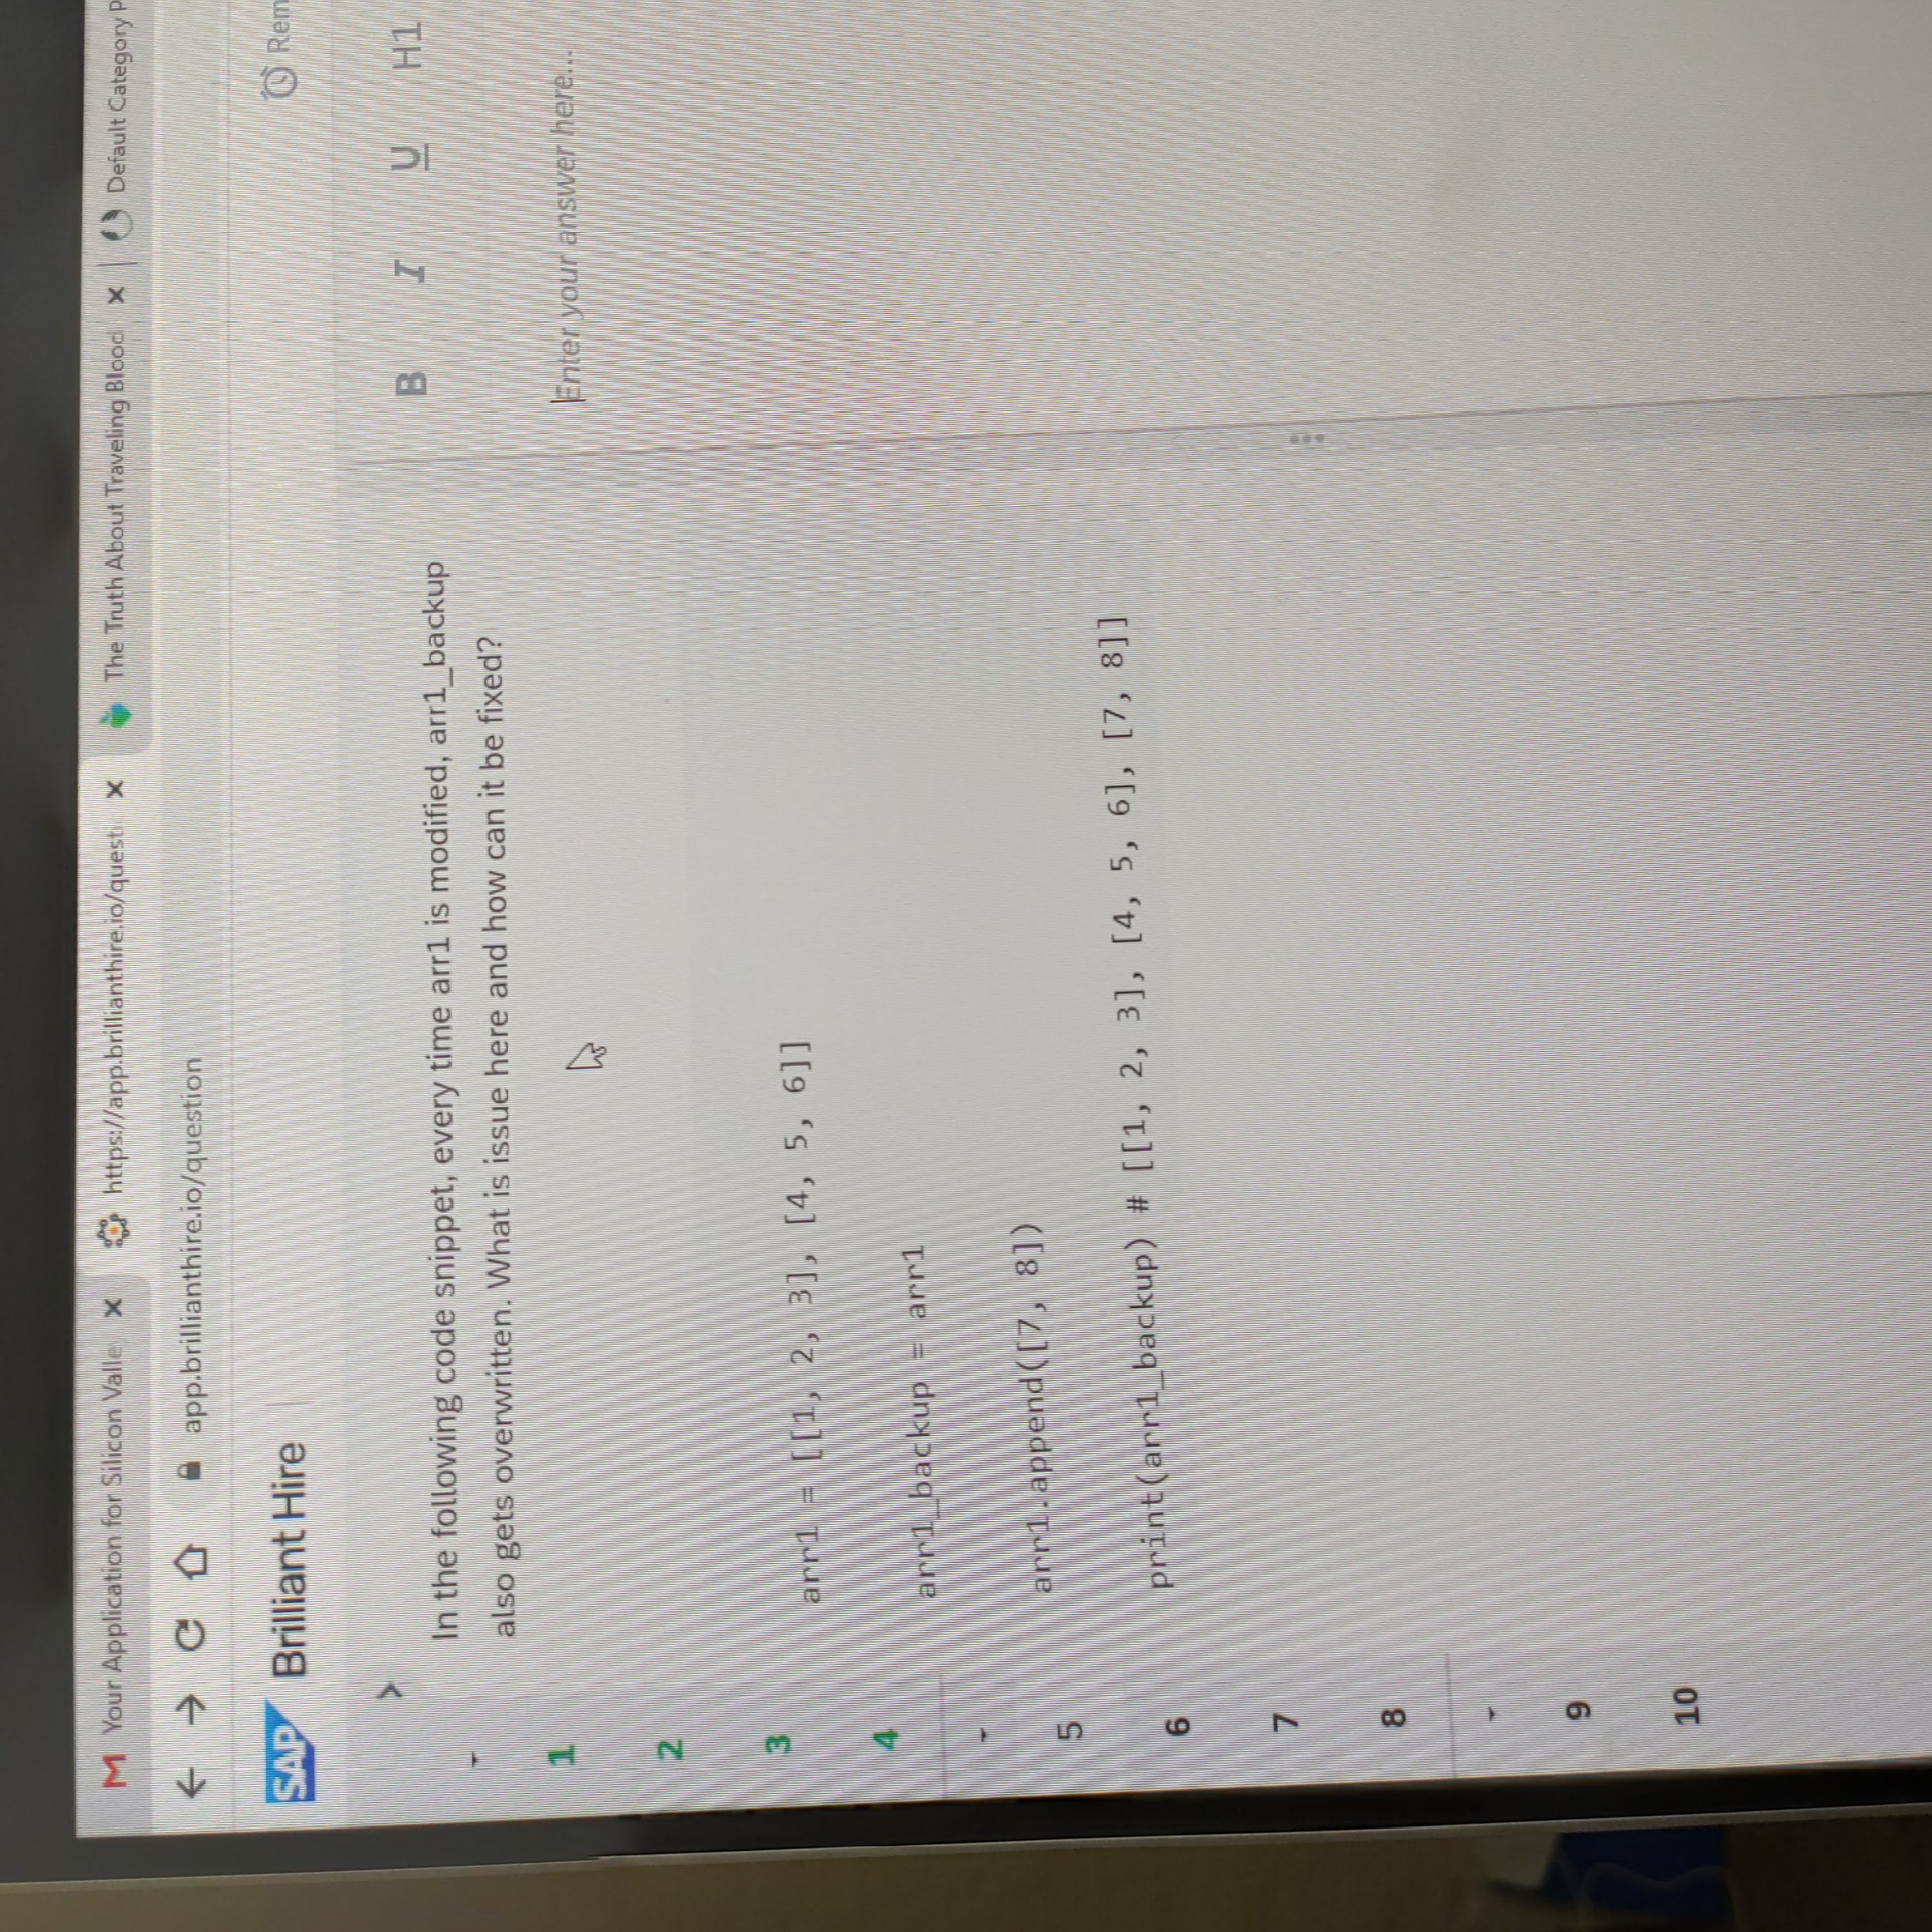 Your Application for Silicon Valle
https://app.brillianthire.io/questi
The Truth About Traveling Blood
Default Category P
app.brillianthire.io/question
SAP Brilliant Hire
Rem
B I U H1
In the following code snippet, every time arr1 is modified, arr1_backup
also gets overwritten. What is issue here and how can it be fixed?
Enter your answer here...
1
2
3
4
5
6
7
8
9
10
arr1 = [[1, 2, 3], [4, 5, 6]]
arr1_backup = arr1
arr1.append([7, 8])
print(arr1_backup) # [[1, 2, 3], [4, 5, 6], [7, 8]]